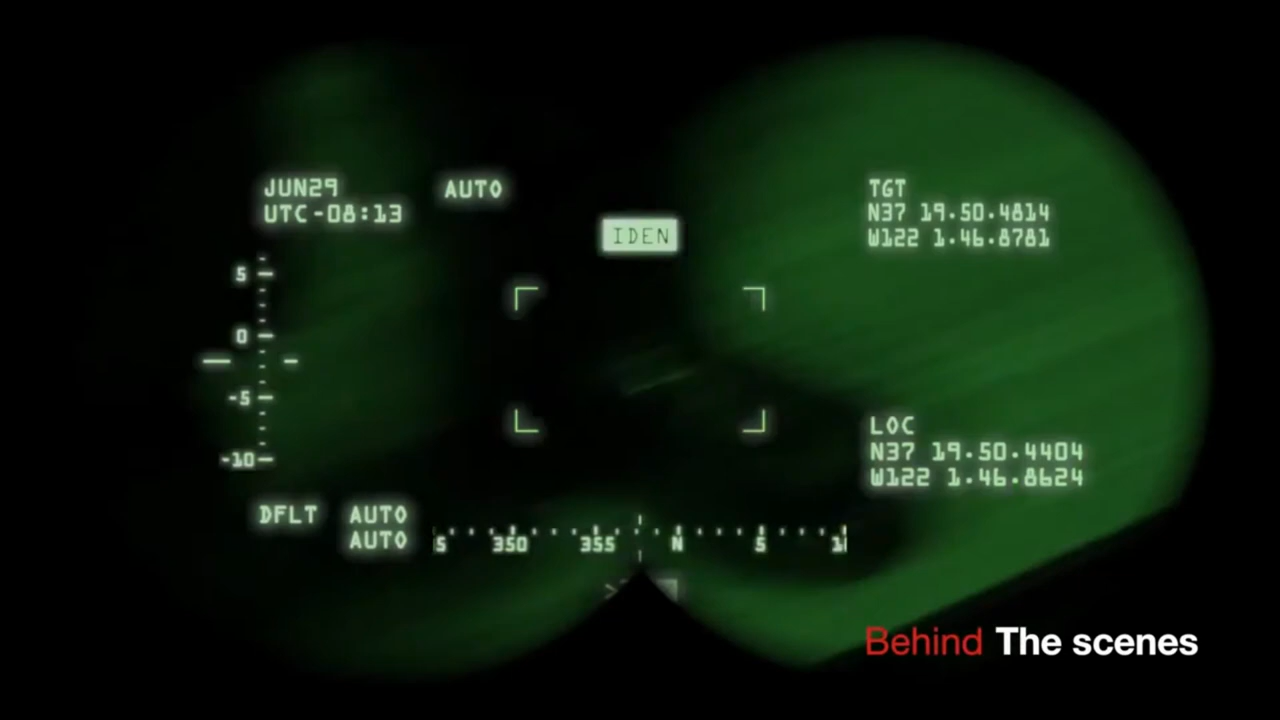 JUN29
UTC-08:13
AUTO
IDEN
TGT
N37 19.50.4814
W122 1.46.8781
5
0
-5
-10
LOC
N37 19.50.4404
W122 1.46.8624
DFLT AUTO
AUTO
5 350 355 N 5
Behind The scenes